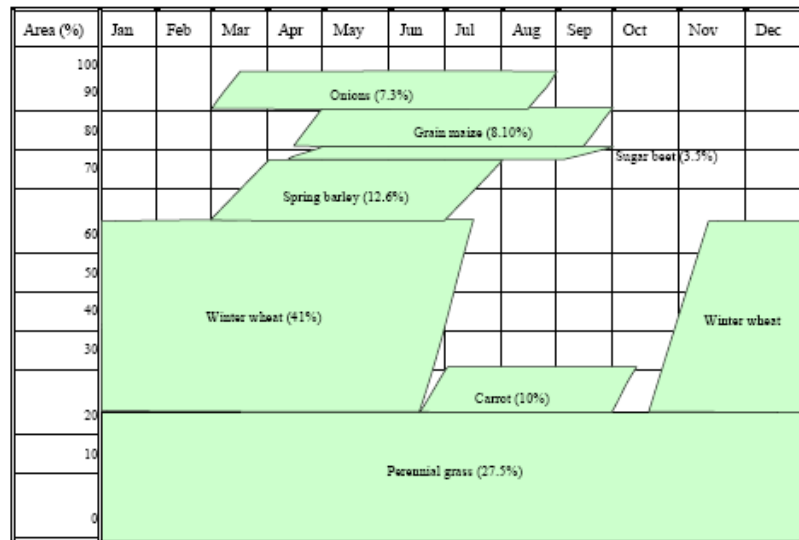 Area (%) Jan Feb Mar Apr May Jun Jul Aug Sep Oct Nov Dec
100
90
Onions (7.3%)
80
Grain maize (8.10%)
Sugar beet (3.5%)
70
Spring barley (12.6%)
60
50
40
Winter wheat (41%)
Winter wheat
30
Carrot (10%)
20
10
Perennial grass (27.5%)
0